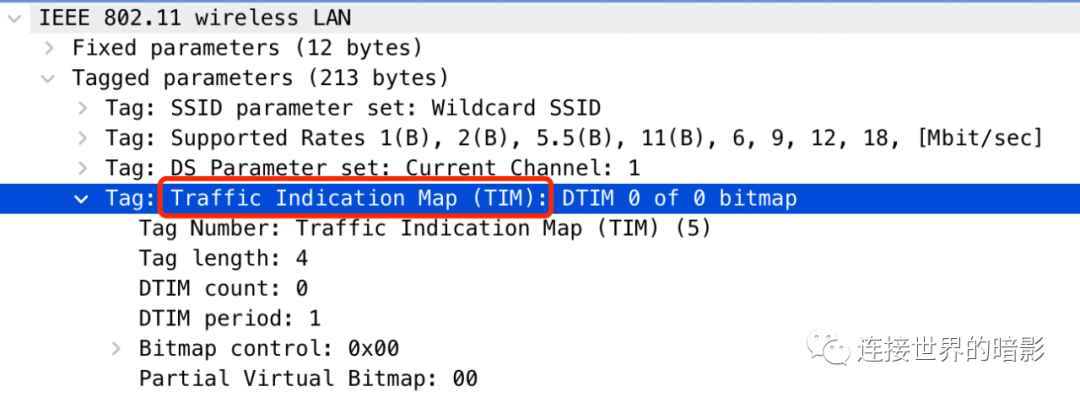 IEEE 802.11 wireless LAN
Fixed parameters (12 bytes)
Tagged parameters (213 bytes)
Tag: SSID parameter set: Wildcard SSID
Tag: Supported Rates 1(B), 2(B), 5.5(B), 11(B), 6, 9, 12, 18, [Mbit/sec]
Tag: DS Parameter set: Current Channel: 1
Tag: Traffic Indication Map (TIM): DTIM 0 of 0 bitmap
Tag Number: Traffic Indication Map (TIM) (5)
Tag length: 4
DTIM count: 0
DTIM period: 1
Bitmap control: 0x00
Partial Virtual Bitmap: 00
连接世界的暗影